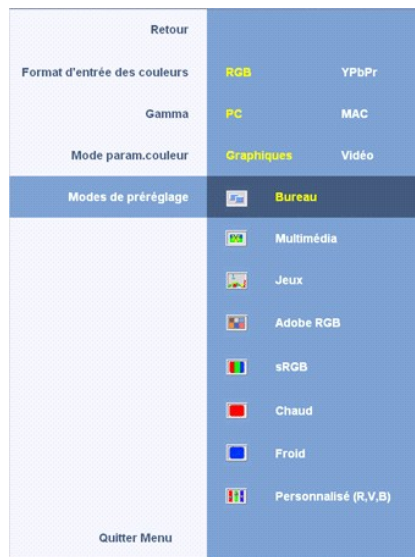 Retour
Format d'entrée des couleurs RGB YPbPr
Gamma PC MAC
Mode param.couleur Graphiques Vidéo
Modes de préréglage Bureau
Multimédia
Jeux
Adobe RGB
sRGB
Chaud
Froid
Personnalisé (R,V,B)
Quitter Menu